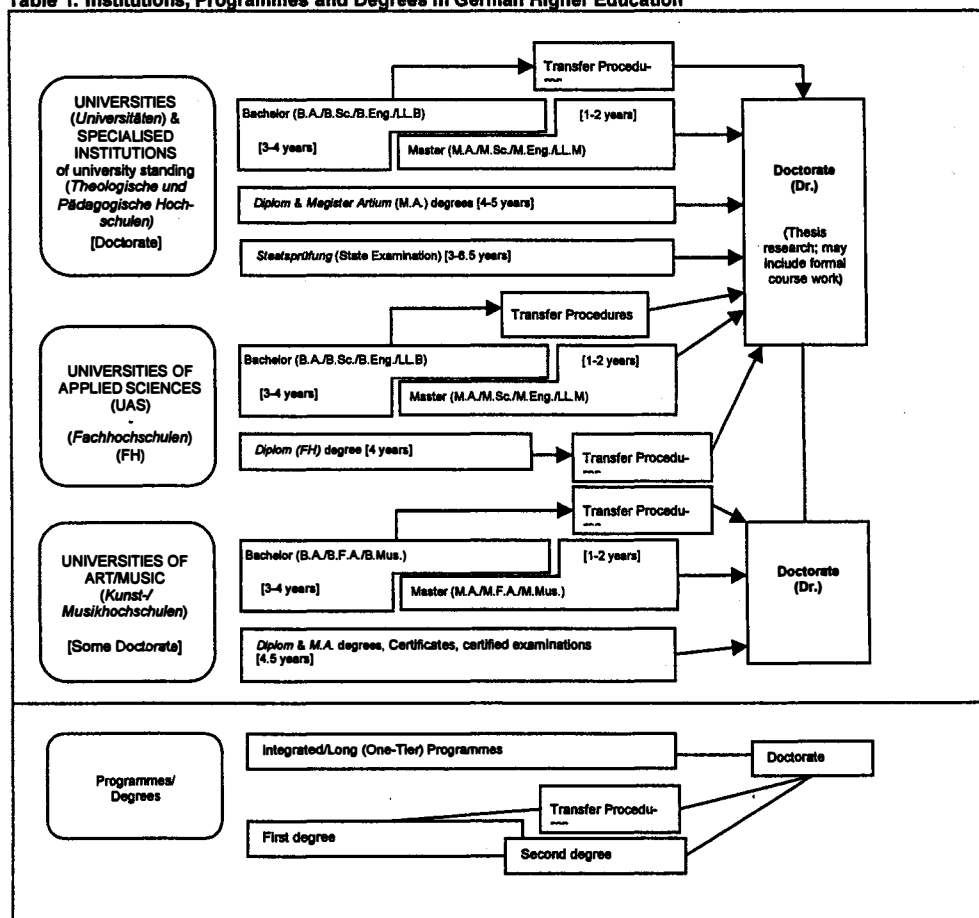 Table 1: Institutions, Programmes and Degrees in German Higher Education
Transfer Procedu-
UNIVERSITIES
(Universitäten) &
SPECIALISED
INSTITUTIONS
of university standing
(Theologische und
Pädagogische Hoch-
schulen)
[Doctorate]
Bachelor (B.A./B.Sc./B.Eng./LL.B)
[3-4 years]
[1-2 years]
Master (M.A./M.Sc./M.Eng./LL.M)
Diplom & Magister Artium (M.A.) degrees [4-5 years]
Staatsprüfung (State Examination) [3-6.5 years]
Doctorate
(Dr.)
(Thesis
research; may
include formal
course work)
Transfer Procedures
UNIVERSITIES OF
APPLIED SCIENCES
(UAS)
-
(Fachhochschulen)
(FH)
Bachelor (B.A./B.Sc./B.Eng./LL.B)
[3-4 years]
[1-2 years]
Master (M.A./M.Sc./M.Eng./LL.M)
Diplom (FH) degree [4 years]
Transfer Procedu-
Transfer Procedu-
UNIVERSITIES OF
ART/MUSIC
(Kunst-/
Musikhochschulen)
[Some Doctorate]
Bachelor (B.A./B.F.A./B.Mus.)
[3-4 years]
[1-2 years]
Master (M.A./M.F.A./M.Mus.)
Diplom & M.A. degrees, Certificates, certified examinations
[4.5 years]
Doctorate
(Dr.)
Programmes/
Degrees
Integrated/Long (One-Tier) Programmes
Doctorate
Transfer Procedu-
First degree
Second degree